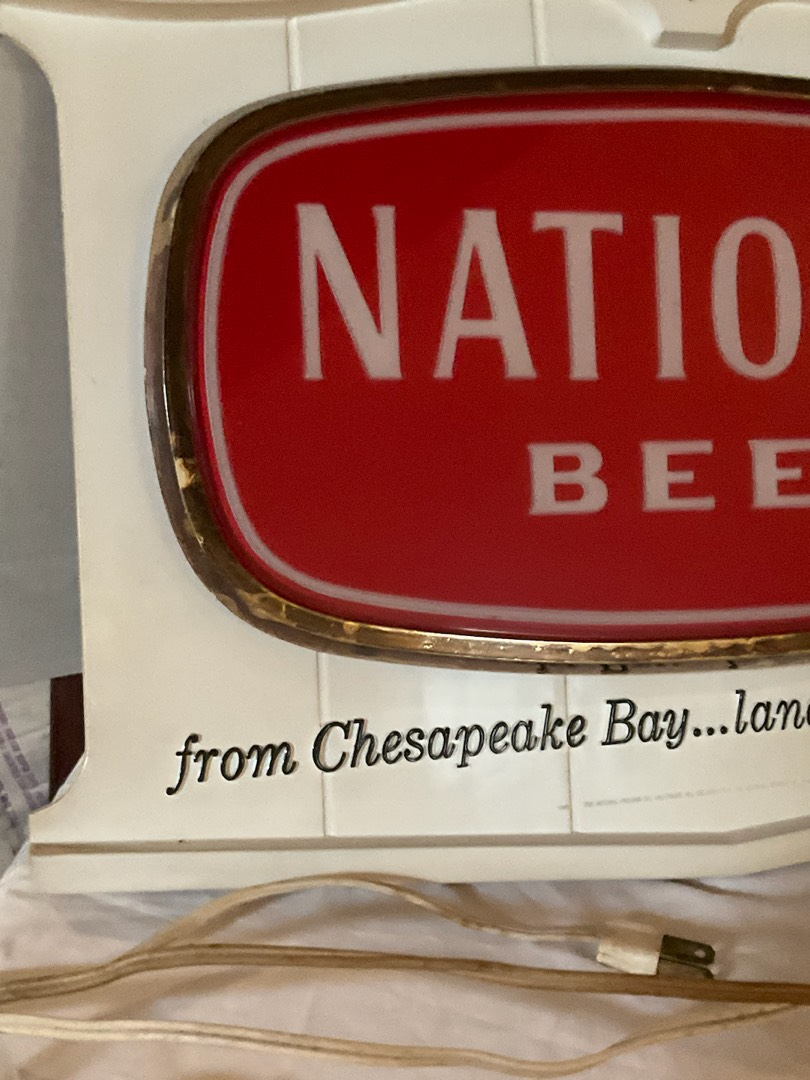 NATIO
BEE
from Chesapeake Bay...lan